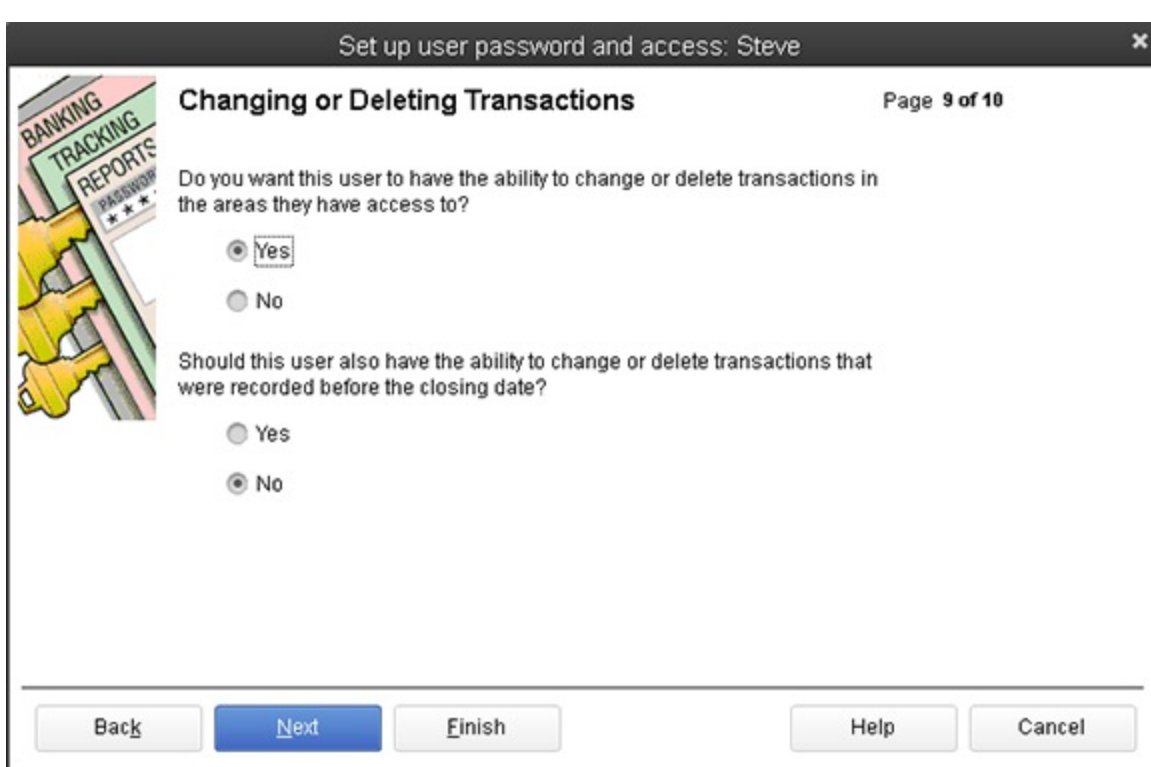 Set up user password and access: Steve
BANKING
TRACKING
REPORTS
PASSWOR
* * *
Changing or Deleting Transactions
Page 9 of 10
Do you want this user to have the ability to change or delete transactions in
the areas they have access to?
Yes
No
Should this user also have the ability to change or delete transactions that
were recorded before the closing date?
Yes
No
Back
Next
Finish
Help
Cancel